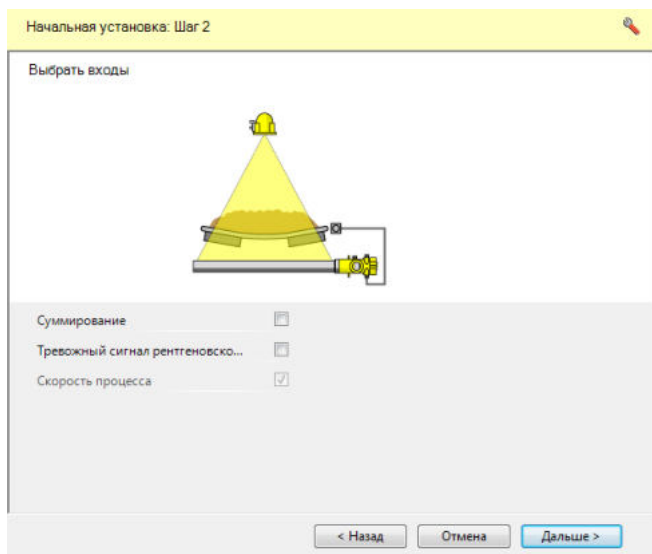 Начальная установка: Шаг 2
Выбрать входы
Суммирование
Тревожный сигнал рентгеновско...
Скорость процесса
< Назад
Отмена
Дальше >